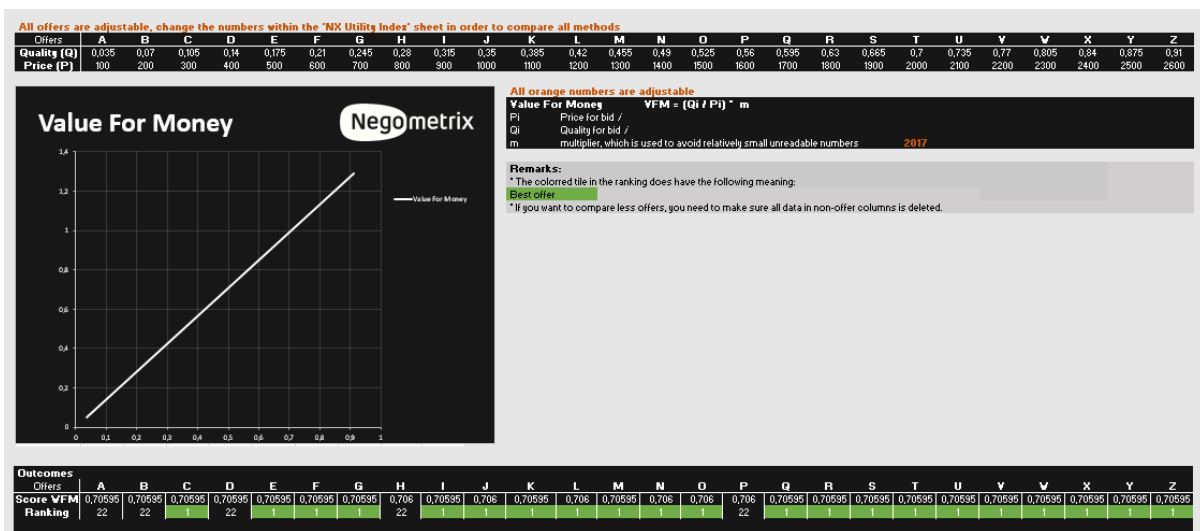 All offers are adjustable, change the numbers within the 'NX Utility Index' sheet in order to compare all methods
Offers A B C D E F G H I J K L M N O P Q R S T U V W X Y Z
Quality (Q) 0,035 0,07 0,105 0,14 0,175 0,21 0,245 0,28 0,315 0,35 0,385 0,42 0,455 0,49 0,525 0,56 0,595 0,63 0,665 0,7 0,735 0,77 0,805 0,84 0,875 0,91
Price (P) 100 200 300 400 500 600 700 800 900 1000 1100 1200 1300 1400 1500 1600 1700 1800 1900 2000 2100 2200 2300 2400 2500 2600
Value For Money
Negometrix
1,4
1,2
1
0,8
0,6
0,4
0,2
0
0 0,1 0,2 0,3 0,4 0,5 0,6 0,7 0,8 0,9 1
Value For Money
All orange numbers are adjustable
Value For Money VFM = (Qi / Pi) * m
Pi Price for bid i
Qi Quality for bid i
m multiplier, which is used to avoid relatively small unreadable numbers 2017
Remarks:
* The colorred tile in the ranking does have the following meaning:
Best offer
* If you want to compare less offers, you need to make sure all data in non-offer columns is deleted.
Outcomes
Offers A B C D E F G H I J K L M N O P Q R S T U V W X Y Z
Score VFM 0,70595 0,70595 0,70595 0,70595 0,70595 0,70595 0,70595 0,706 0,70595 0,706 0,70595 0,706 0,70595 0,706 0,706 0,706 0,70595 0,70595 0,70595 0,70595 0,70595 0,70595 0,70595 0,70595 0,70595 0,70595
Ranking 22 22 1 22 1 1 1 22 1 1 1 1 1 1 1 22 1 1 1 1 1 1 1 1 1 1